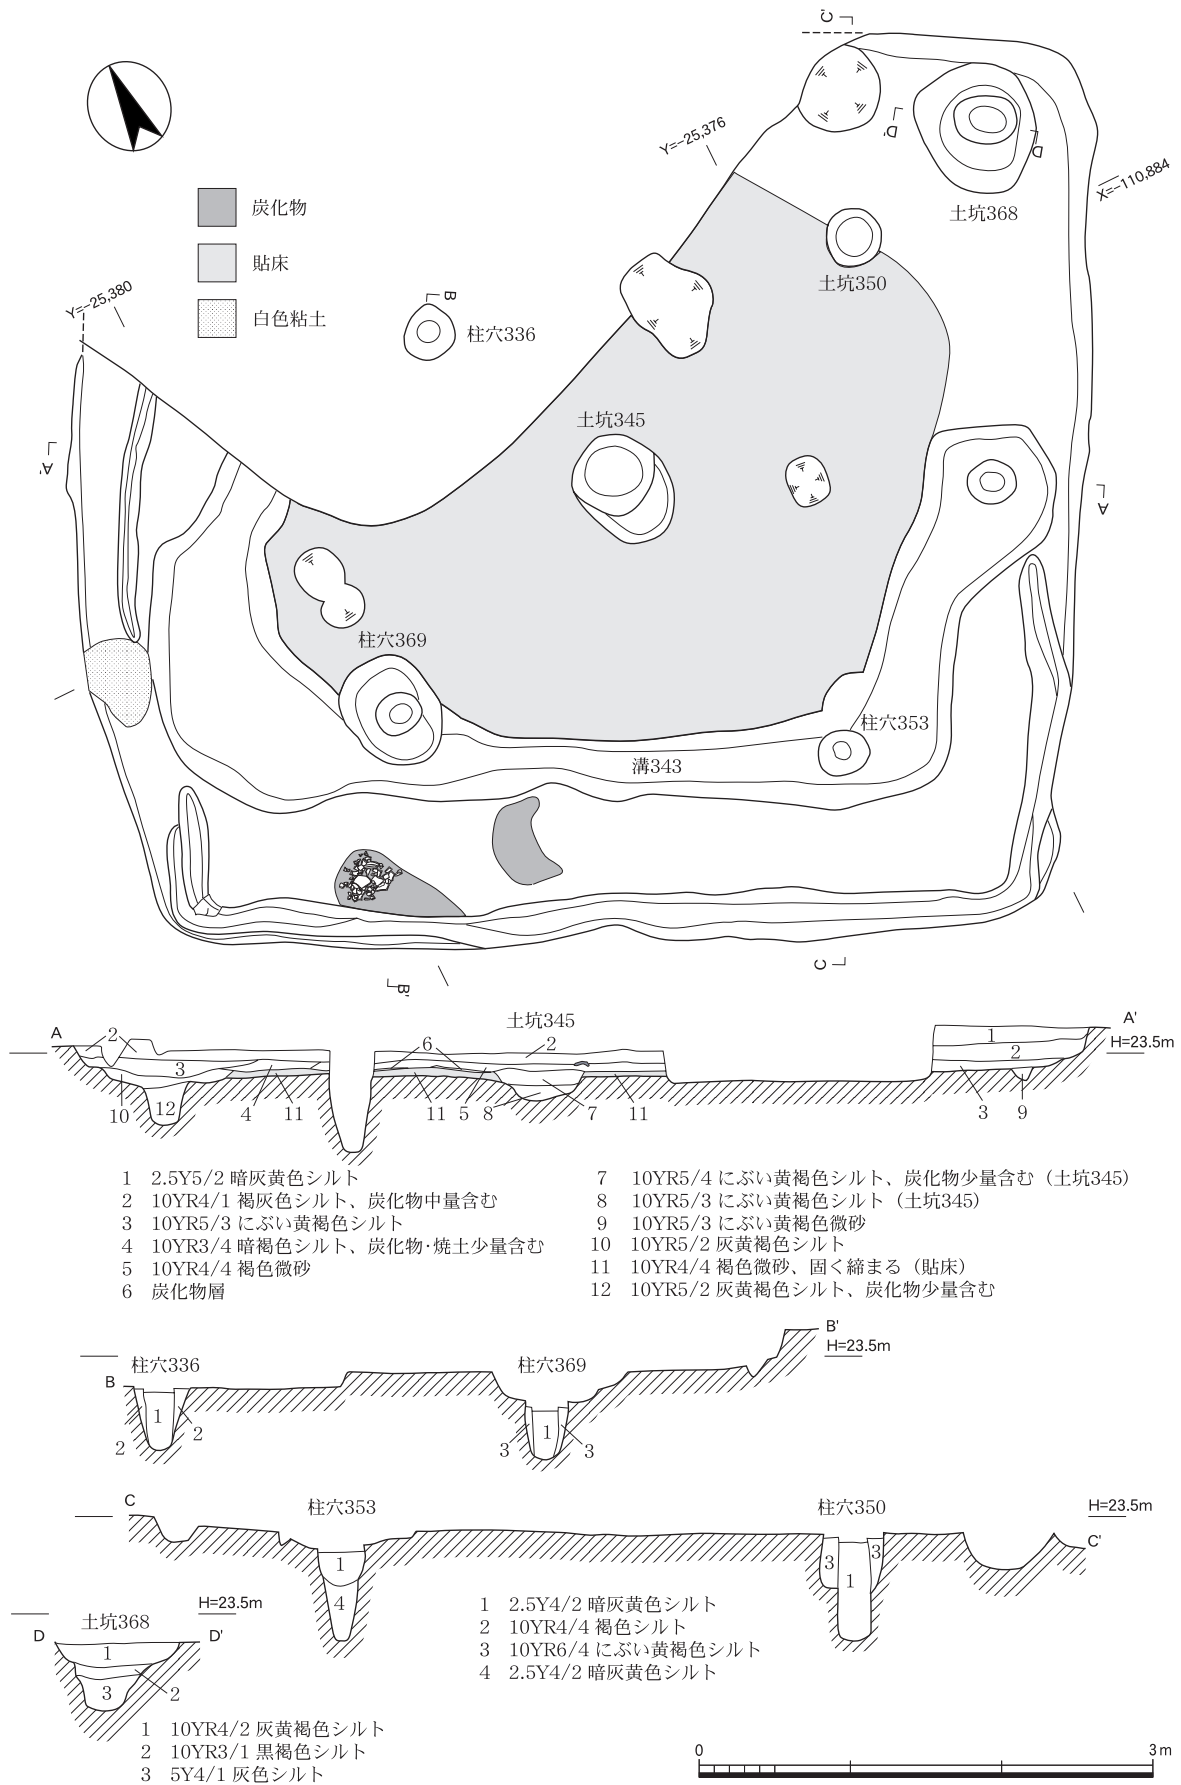 C'
Y=−25,376
D'
D
X=−110,884
土坑368
炭化物
貼床
白色粘土
土坑350
Y=−25,380
B
柱穴336
土坑345
A'
A
柱穴369
柱穴353
溝343
C
B'
土坑345
A
2
6
2
1
2
A'
H=23.5m
3
10
12
4
11
11
5
8
7
11
3
9
1 2.5Y5/2 暗灰黄色シルト
2 10YR4/1 褐灰色シルト、炭化物中量含む
3 10YR5/3 にぶい黄褐色シルト
4 10YR3/4 暗褐色シルト、炭化物･焼土少量含む
5 10YR4/4 褐色微砂
6 炭化物層
7 10YR5/4 にぶい黄褐色シルト、炭化物少量含む（土坑345）
8 10YR5/3 にぶい黄褐色シルト（土坑345）
9 10YR5/3 にぶい黄褐色微砂
10 10YR5/2 灰黄褐色シルト
11 10YR4/4 褐色微砂、固く締まる（貼床）
12 10YR5/2 灰黄褐色シルト、炭化物少量含む
B'
H=23.5m
柱穴336
柱穴369
B
1
2
2
1
3
3
C
柱穴353
柱穴350
H=23.5m
C'
1
4
3
3
1
H=23.5m
土坑368
D
D'
1
3
2
1 2.5Y4/2 暗灰黄色シルト
2 10YR4/4 褐色シルト
3 10YR6/4 にぶい黄褐色シルト
4 2.5Y4/2 暗灰黄色シルト
1 10YR4/2 灰黄褐色シルト
2 10YR3/1 黒褐色シルト
3 5Y4/1 灰色シルト
0
3m